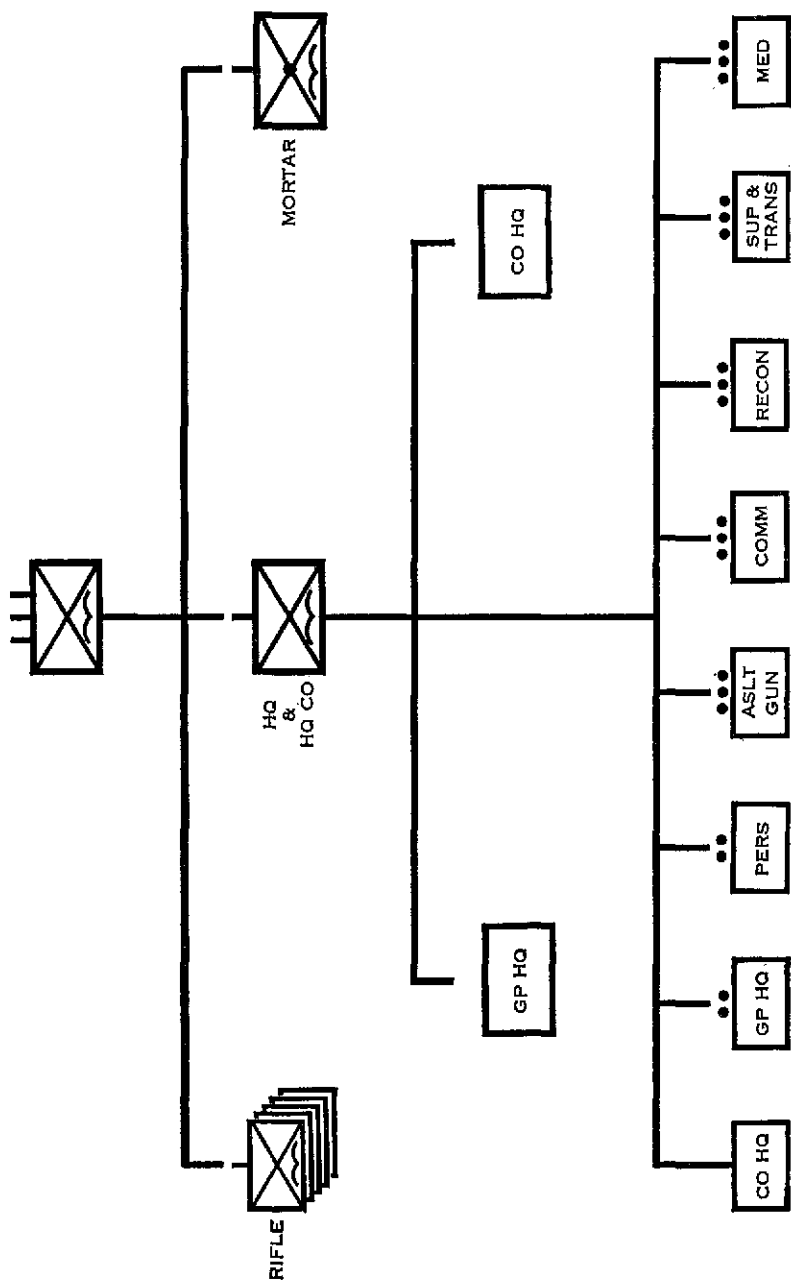 RIFLE
HQ
&
HQ CO
MORTAR
GP HQ
CO HQ
CO HQ
GP HQ
PERS
ASLT
GUN
COMM
RECON
SUP &
TRANS
MED